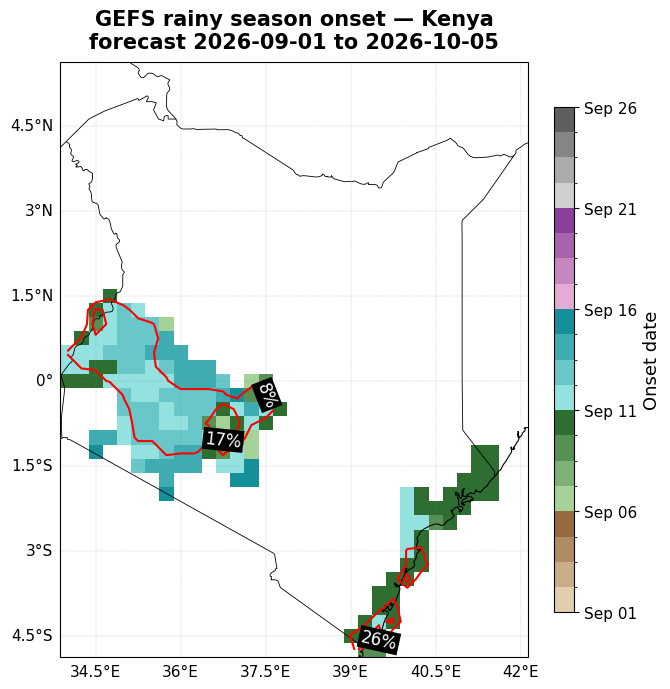 GEFS rainy season onset — Kenya
forecast 2026-09-01 to 2026-10-05
4.5°N
3°N
1.5°N
0°
1.5°S
3°S
4.5°S
34.5°E
36°E
37.5°E
39°E
40.5°E
42°E
8%
17%
26%
Sep 26
Sep 21
Sep 16
Sep 11
Sep 06
Sep 01
Onset date